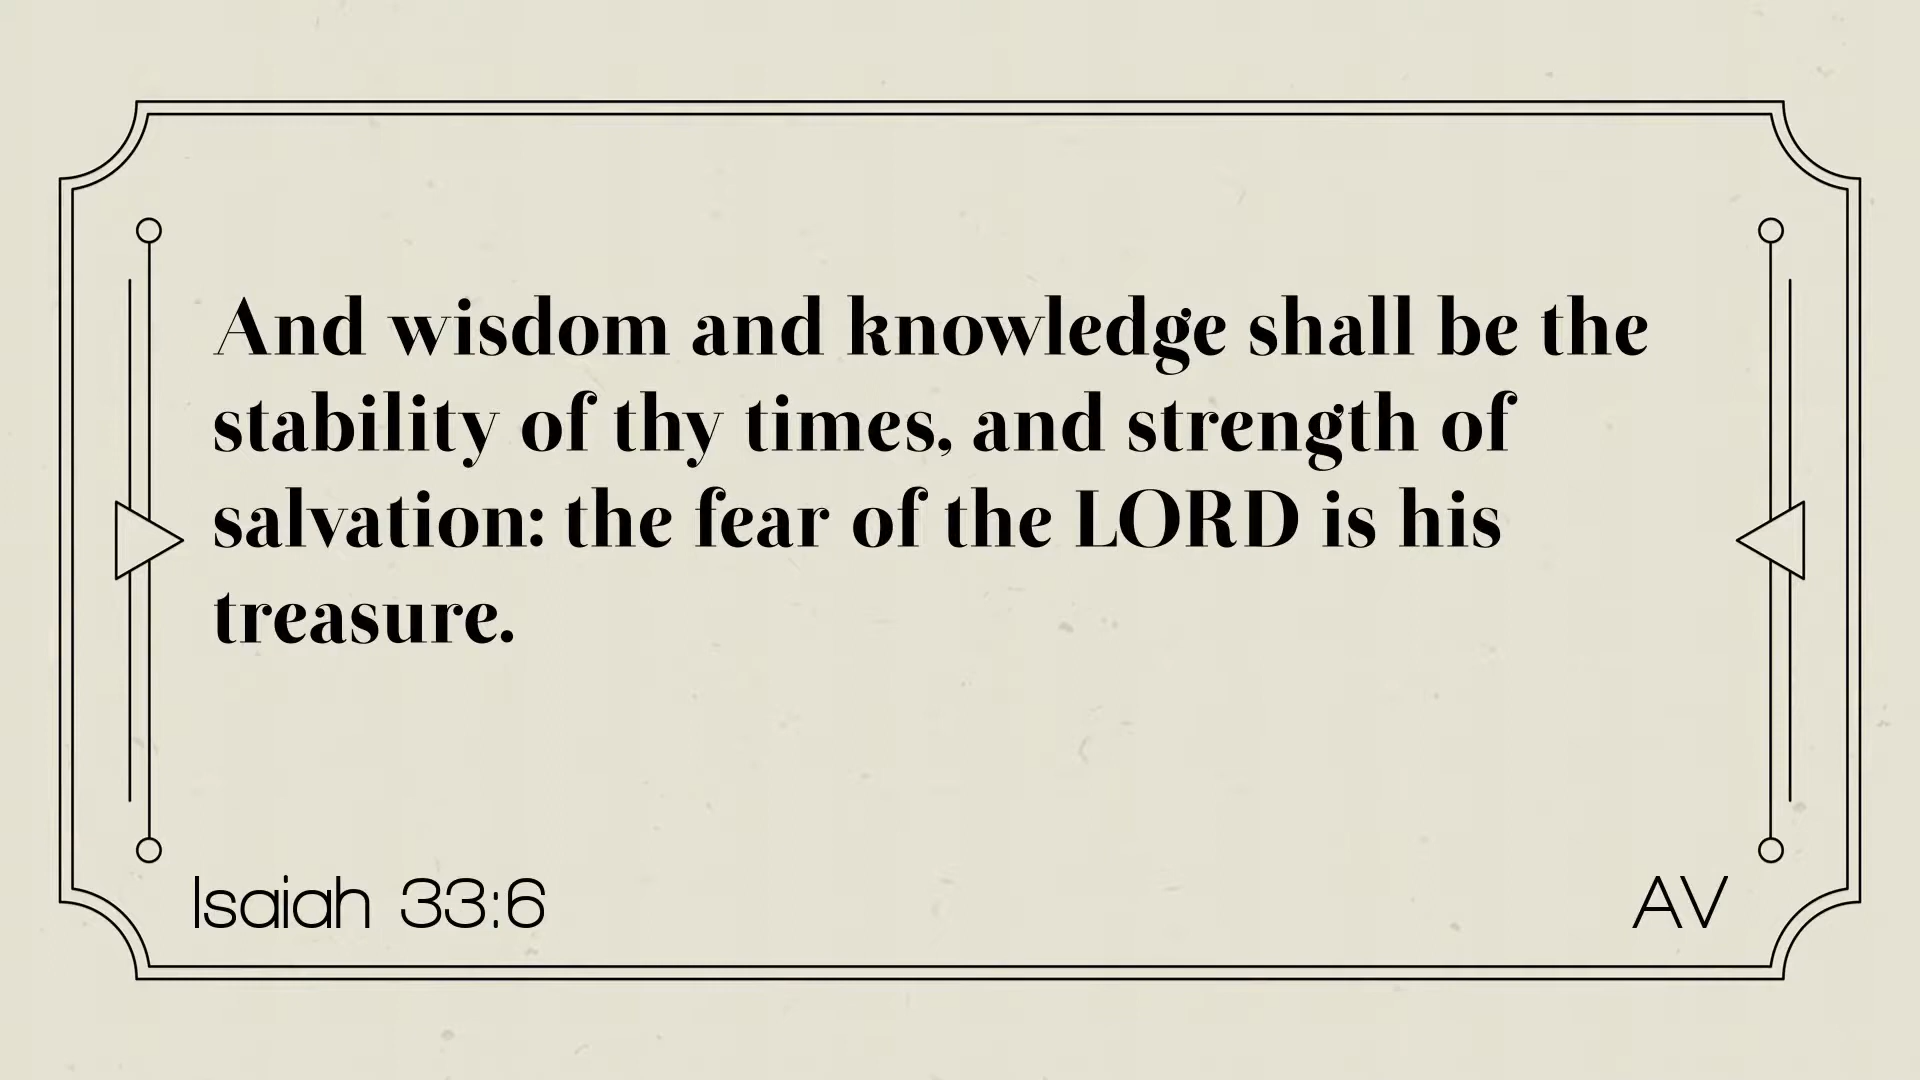 And wisdom and knowledge shall be the
stability of thy times, and strength of
salvation: the fear of the LORD is his
treasure.
Isaiah 33:6
AV